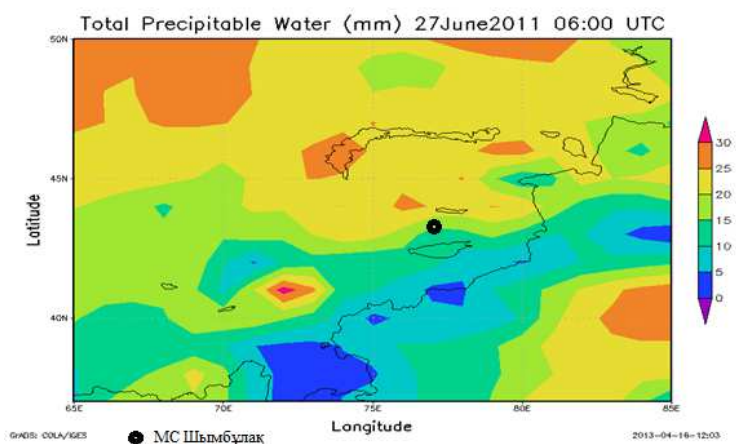 Total Precipitable Water (mm) 27June2011 06:00 UTC
50N
45N
40N
Latitude
65E 70E 75E 80E 85E
Longitude
30
25
20
15
10
5
0
GrADS: COLA/IGES
МС Шымбұлақ
2013-04-16-12:03